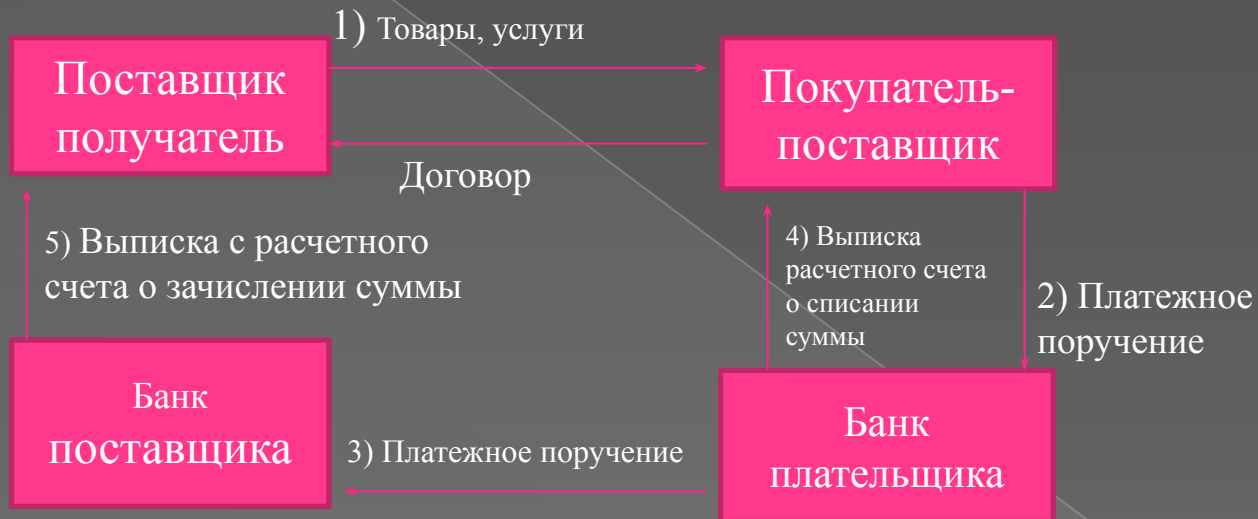 1) Товары, услуги
Поставщик
получатель
Покупатель-
поставщик
Договор
5) Выписка с расчетного
счета о зачислении суммы
4) Выписка
расчетного счета
о списании
суммы
2) Платежное
поручение
Банк
поставщика
3) Платежное поручение
Банк
плательщика